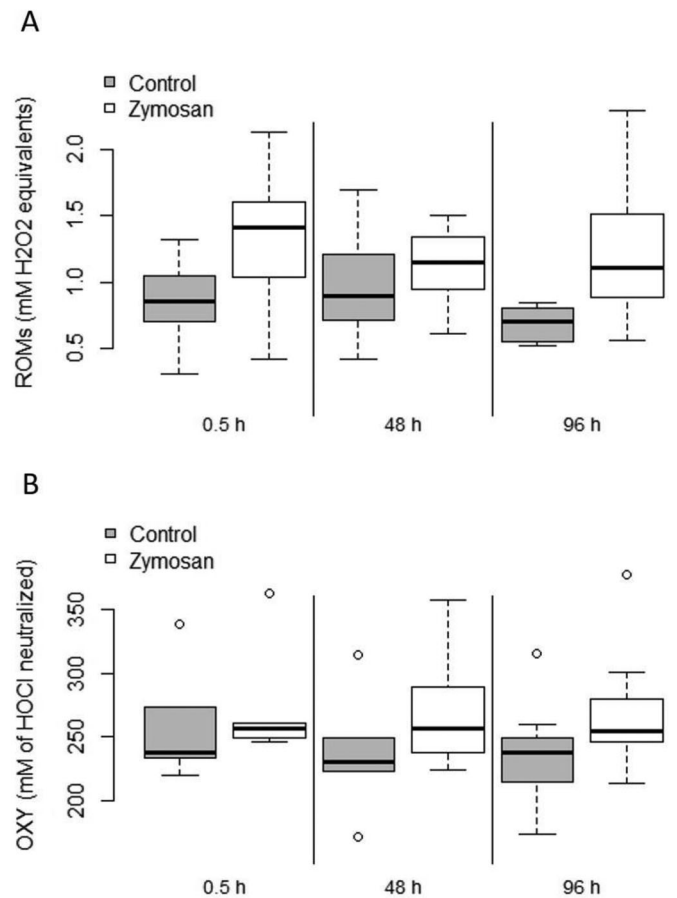 A
Control
Zymosan
ROMs (mM H2O2 equivalents)
2.0
1.5
1.0
0.5
0.5 h
48 h
96 h
B
Control
Zymosan
OXY (mM of HOCl neutralized)
350
300
250
200
0.5 h
48 h
96 h